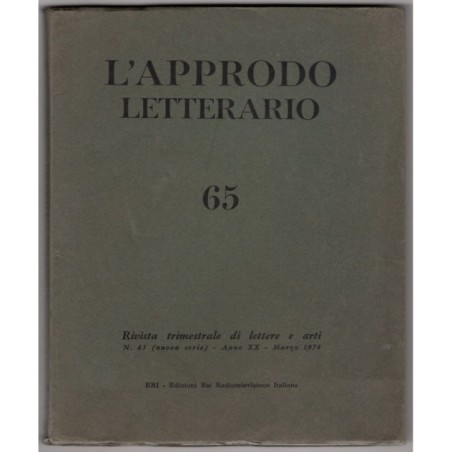 L'APPRODO
LETTERARIO
65
Rivista trimestrale di lettere e arti
N. 65 (nuova serie) - Anno XX - Marzo 1974
ERI - Edizioni Rai Radiotelevisione Italiana